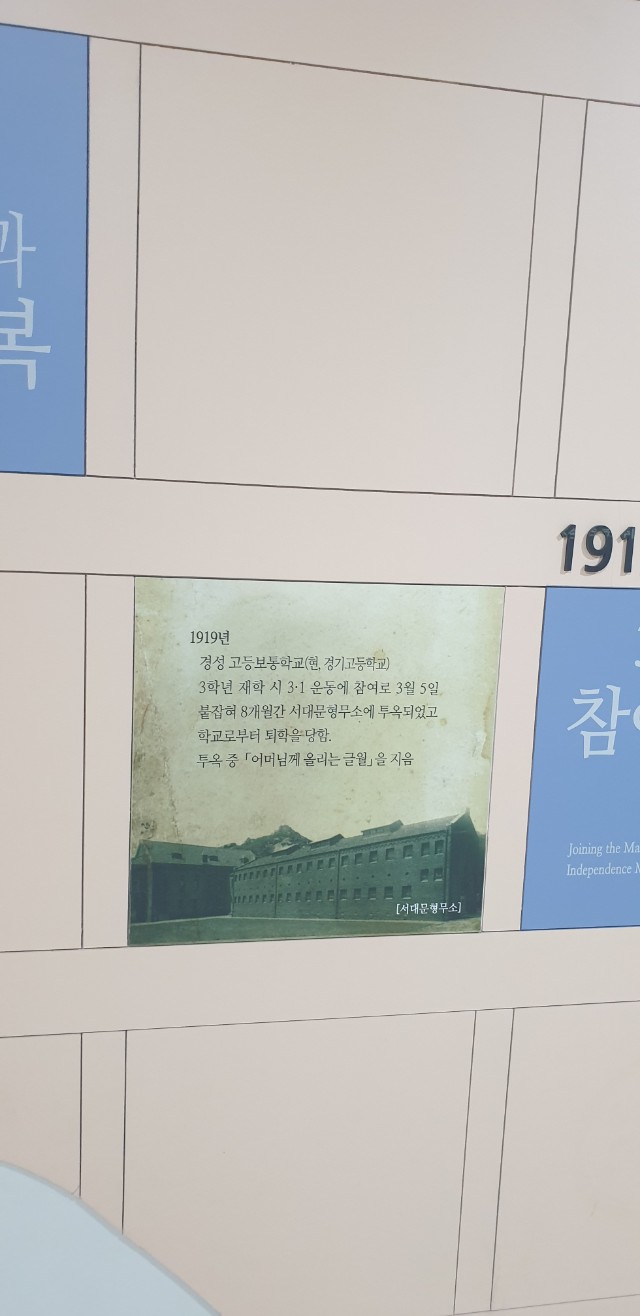 과
복
191
1919년
경성 고등보통학교(현, 경기고등학교)
3학년 재학 시 3·1 운동에 참여로 3월 5일
붙잡혀 8개월간 서대문형무소에 투옥되었고
학교로부터 퇴학을 당함.
투옥 중 「어머님께 올리는 글월」을 지음
[서대문형무소]
참
Joining the
Independence